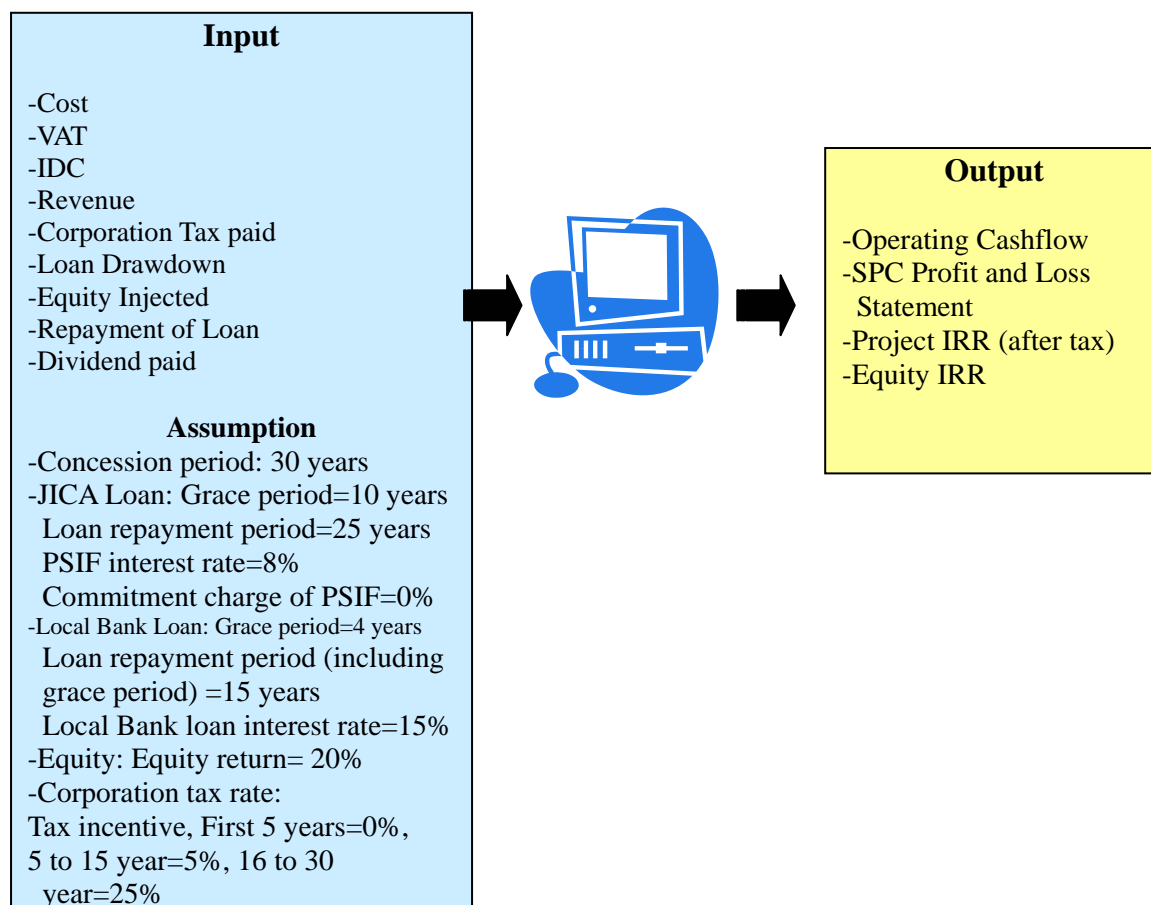 Input
-Cost
-VAT
-IDC
-Revenue
-Corporation Tax paid
-Loan Drawdown
-Equity Injected
-Repayment of Loan
-Dividend paid
Assumption
-Concession period: 30 years
-JICA Loan: Grace period=10 years
Loan repayment period=25 years
PSIF interest rate=8%
Commitment charge of PSIF=0%
-Local Bank Loan: Grace period=4 years
Loan repayment period (including
grace period) =15 years
Local Bank loan interest rate=15%
-Equity: Equity return= 20%
-Corporation tax rate:
Tax incentive, First 5 years=0%,
5 to 15 year=5%, 16 to 30
year=25%
Output
-Operating Cashflow
-SPC Profit and Loss
Statement
-Project IRR (after tax)
-Equity IRR